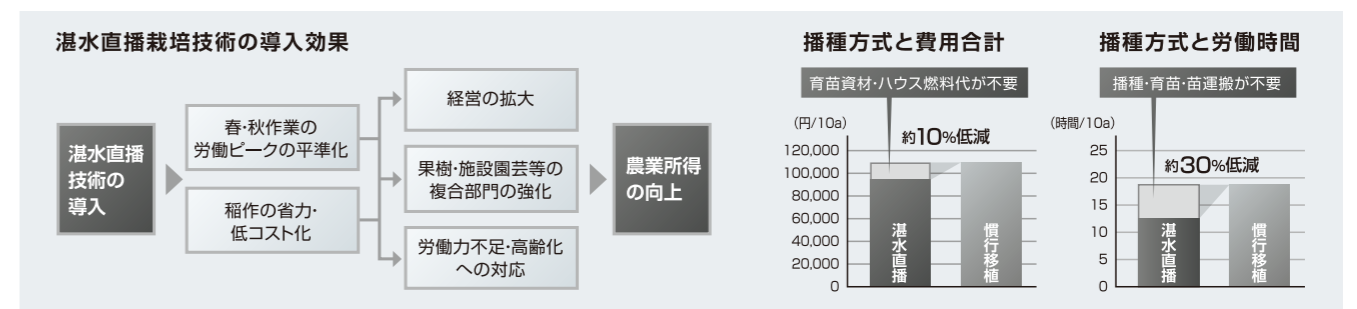 湛水直播栽培技術の導入効果
湛水直播
技術の
導入
春・秋作業の
労働ピークの平準化
稲作の省力・
低コスト化
経営の拡大
果樹・施設園芸等の
複合部門の強化
労働力不足・高齢化
への対応
農業所得
の向上
播種方式と費用合計
育苗資材・ハウス燃料代が不要
(円/10a)
約10%低減
120,000
100,000
80,000
60,000
40,000
20,000
0
湛水直播
慣行移植
播種方式と労働時間
播種・育苗・苗運搬が不要
(時間/10a)
約30%低減
25
20
15
10
5
0
湛水直播
慣行移植